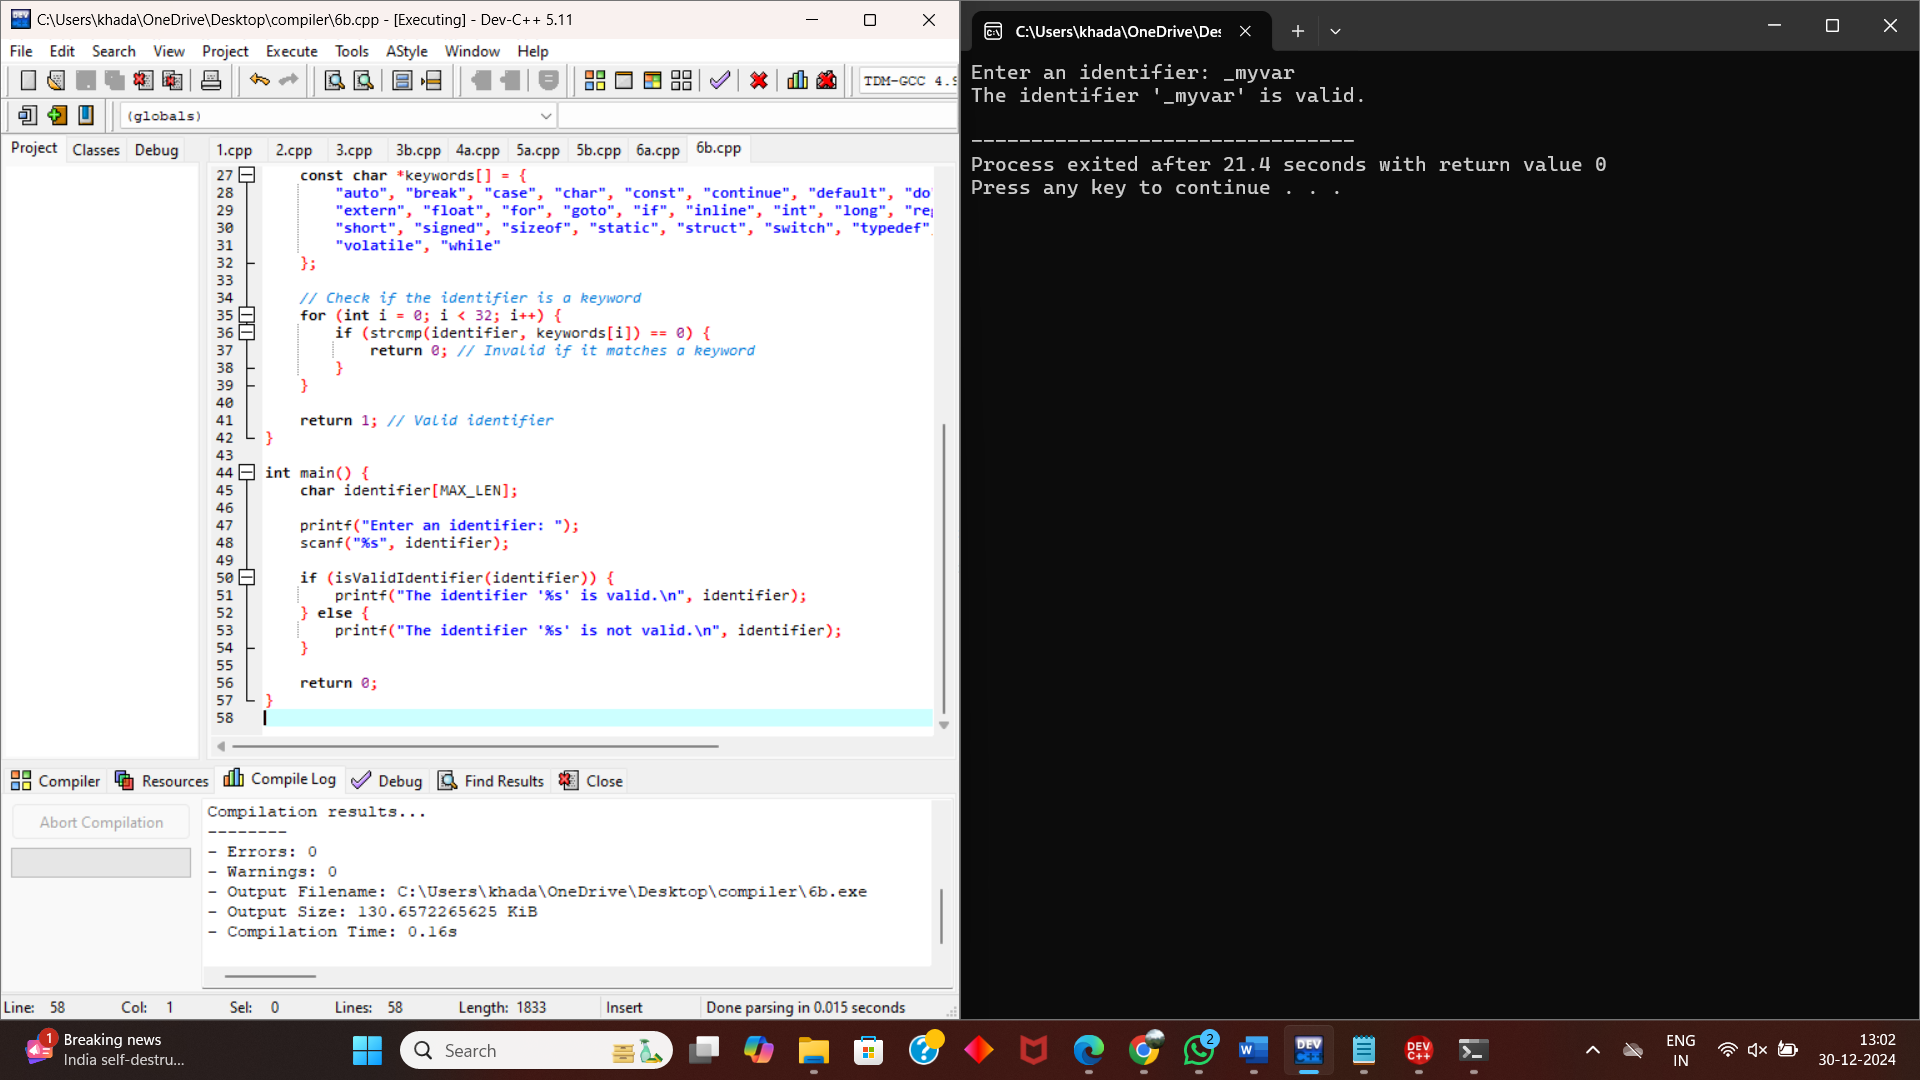 C:\Users\khada\OneDrive\Desktop\compiler\6b.cpp - [Executing] - Dev-C++ 5.11
File Edit Search View Project Execute Tools AStyle Window Help
TDM-GCC 4.9
(globals)
Project Classes Debug
1.cpp 2.cpp 3.cpp 3b.cpp 4a.cpp 5a.cpp 5b.cpp 6a.cpp 6b.cpp
27 const char *keywords[] = {
28 "auto", "break", "case", "char", "const", "continue", "default", "do"
29 "extern", "float", "for", "goto", "if", "inline", "int", "long", "reg
30 "short", "signed", "sizeof", "static", "struct", "switch", "typedef",
31 "volatile", "while"
32 };
33
34 // Check if the identifier is a keyword
35 for (int i = 0; i < 32; i++) {
36 if (strcmp(identifier, keywords[i]) == 0) {
37 return 0; // Invalid if it matches a keyword
38 }
39 }
40
41 return 1; // Valid identifier
42 }
43
44 int main() {
45 char identifier[MAX_LEN];
46
47 printf("Enter an identifier: ");
48 scanf("%s", identifier);
49
50 if (isValidIdentifier(identifier)) {
51 printf("The identifier '%s' is valid.\n", identifier);
52 } else {
53 printf("The identifier '%s' is not valid.\n", identifier);
54 }
55
56 return 0;
57 }
58
Compiler Resources Compile Log Debug Find Results Close
Abort Compilation
Compilation results...
--------
- Errors: 0
- Warnings: 0
- Output Filename: C:\Users\khada\OneDrive\Desktop\compiler\6b.exe
- Output Size: 130.6572265625 KiB
- Compilation Time: 0.16s
Line: 58 Col: 1 Sel: 0 Lines: 58 Length: 1833 Insert Done parsing in 0.015 seconds
C:\Users\khada\OneDrive\Des
Enter an identifier: _myvar
The identifier '_myvar' is valid.
--------------------------------
Process exited after 21.4 seconds with return value 0
Press any key to continue . . .
1
Breaking news
India self-destru...
Search
2
DEV C++
ENG
IN
13:02
30-12-2024